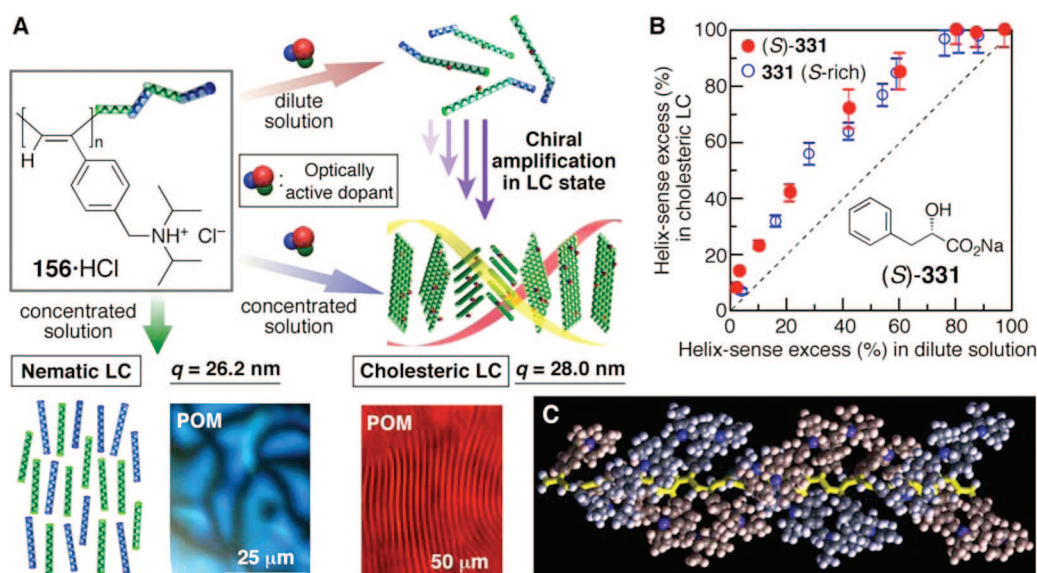 A
H
n
NH⁺ Cl⁻
156·HCl
dilute
solution
: Optically
active dopant
Chiral
amplification
in LC state
concentrated
solution
concentrated
solution
Nematic LC
q = 26.2 nm
POM
25 μm
Cholesteric LC
q = 28.0 nm
POM
50 μm
B
Helix-sense excess (%)
in cholesteric LC
100
80
60
40
20
0
(S)-331
331 (S-rich)
OH
CO₂Na
(S)-331
0 20 40 60 80 100
Helix-sense excess (%) in dilute solution
C